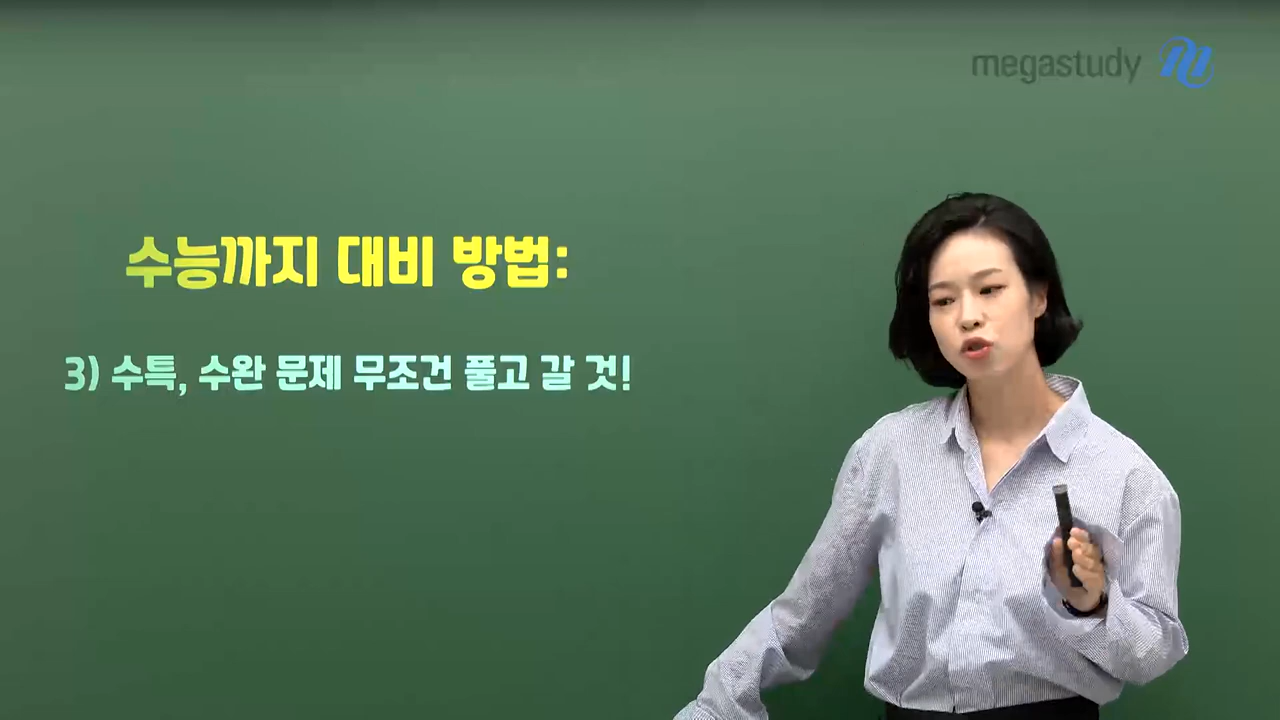 megastudy
수능까지 대비 방법:
3) 수특, 수완 문제 무조건 풀고 갈 것!